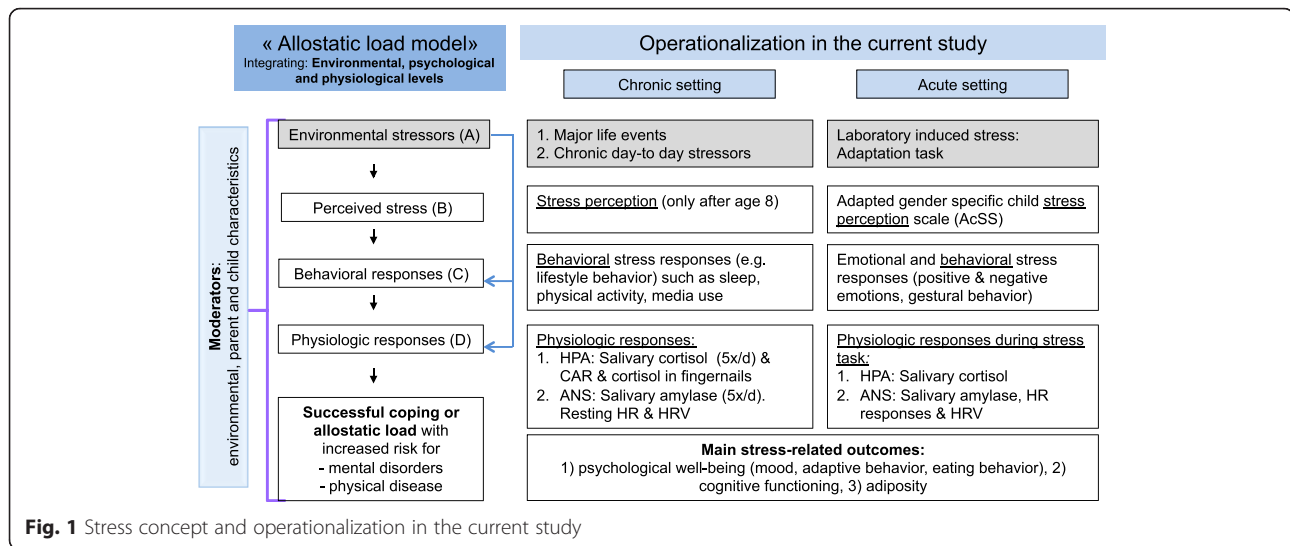 « Allostatic load model»
Integrating: Environmental, psychological
and physiological levels
Operationalization in the current study
Chronic setting
Acute setting
Moderators:
environmental, parent and child characteristics
Environmental stressors (A)
1. Major life events
2. Chronic day-to day stressors
Laboratory induced stress:
Adaptation task
Perceived stress (B)
Stress perception (only after age 8)
Adapted gender specific child stress
perception scale (AcSS)
Behavioral responses (C)
Behavioral stress responses (e.g.
lifestyle behavior) such as sleep,
physical activity, media use
Emotional and behavioral stress
responses (positive & negative
emotions, gestural behavior)
Physiologic responses (D)
Physiologic responses:
1. HPA: Salivary cortisol (5x/d) &
CAR & cortisol in fingernails
2. ANS: Salivary amylase (5x/d).
Resting HR & HRV
Physiologic responses during stress
task:
1. HPA: Salivary cortisol
2. ANS: Salivary amylase, HR
responses & HRV
Successful coping or
allostatic load with
increased risk for
- mental disorders
- physical disease
Main stress-related outcomes:
1) psychological well-being (mood, adaptive behavior, eating behavior), 2)
cognitive functioning, 3) adiposity
Fig. 1 Stress concept and operationalization in the current study